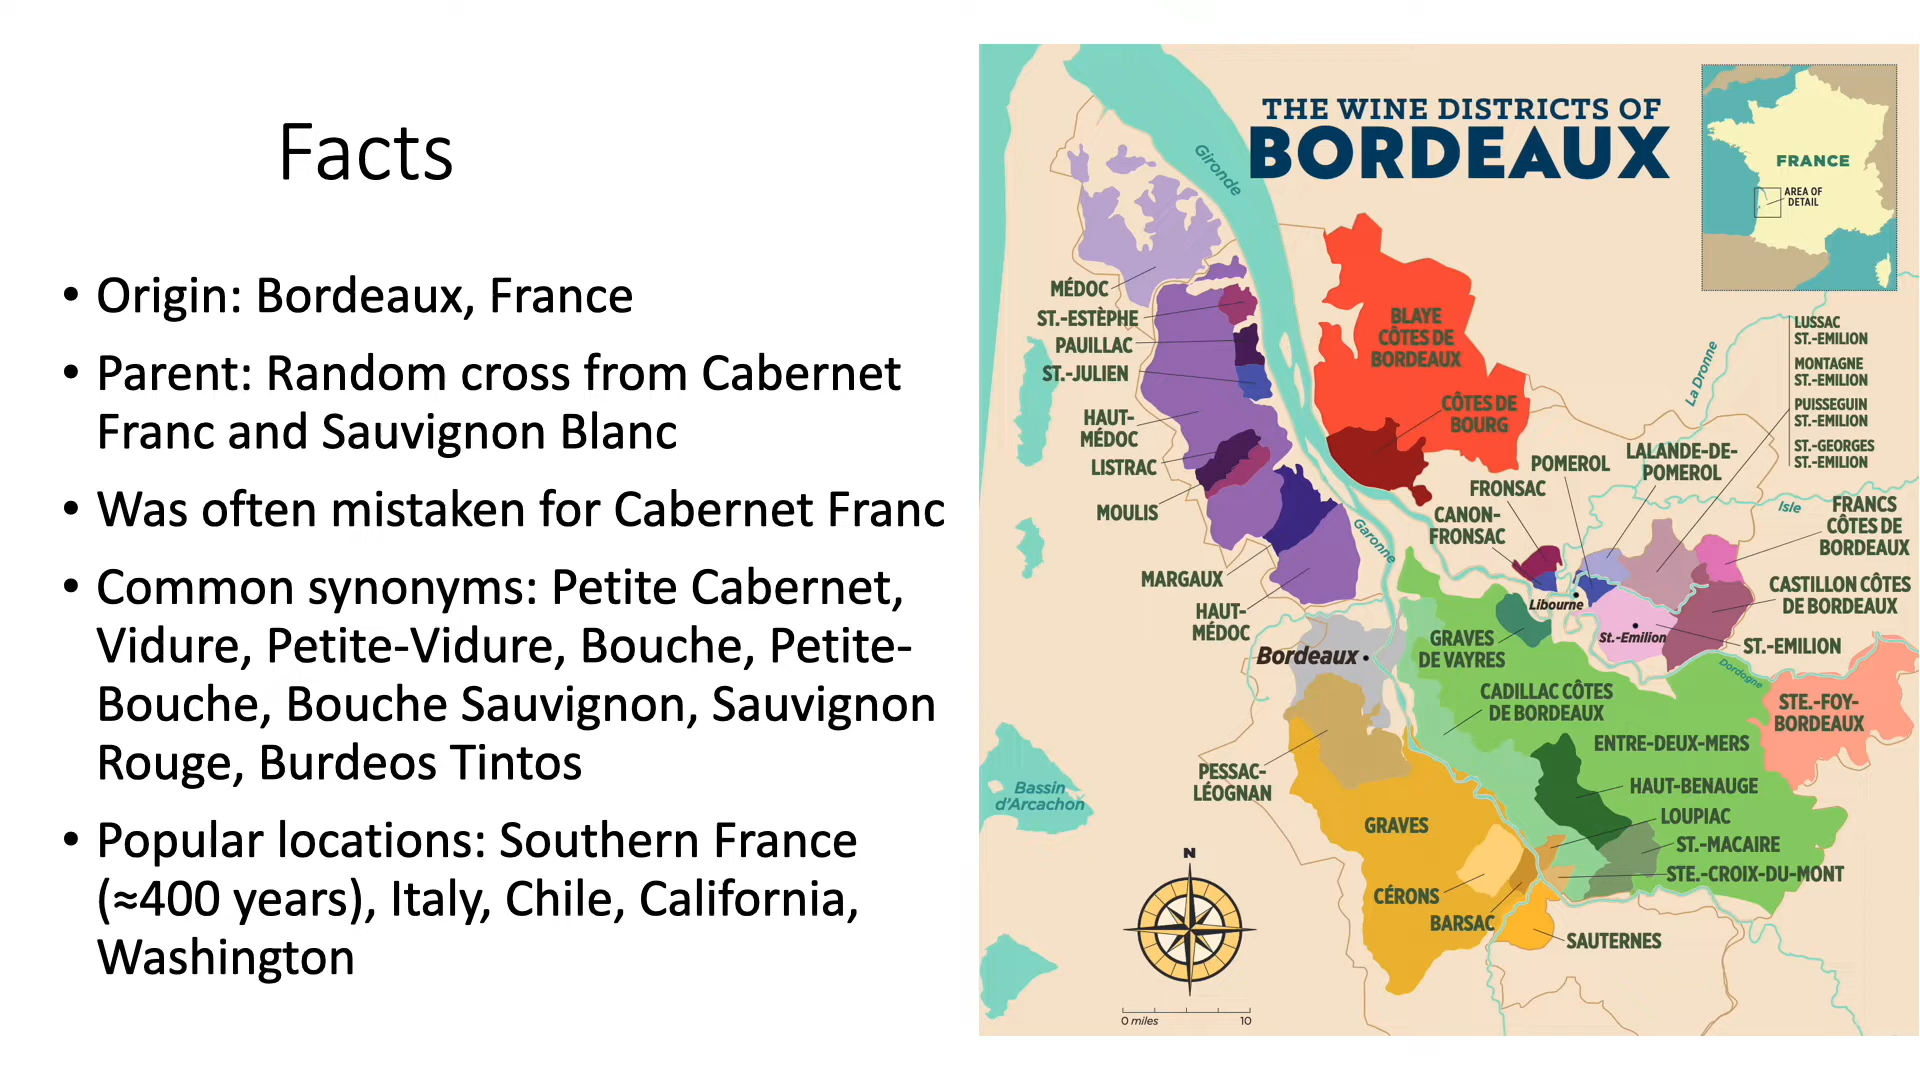 Facts
• Origin: Bordeaux, France
• Parent: Random cross from Cabernet
Franc and Sauvignon Blanc
• Was often mistaken for Cabernet Franc
• Common synonyms: Petite Cabernet,
Vidure, Petite-Vidure, Bouche, Petite-
Bouche, Bouche Sauvignon, Sauvignon
Rouge, Burdeos Tintos
• Popular locations: Southern France
(≈400 years), Italy, Chile, California,
Washington
THE WINE DISTRICTS OF
BORDEAUX
FRANCE
AREA OF
DETAIL
Gironde
MÉDOC
ST.-ESTÈPHE
PAUILLAC
ST.-JULIEN
HAUT-
MÉDOC
LISTRAC
MOULIS
MARGAUX
HAUT-
MÉDOC
BLAYE
CÔTES DE
BORDEAUX
CÔTES DE
BOURG
La Dronne
LUSSAC
ST.-EMILION
MONTAGNE
ST.-EMILION
PUISSEGUIN
ST.-EMILION
ST.-GEORGES
ST.-EMILION
LALANDE-DE-
POMEROL
POMEROL
FRONSAC
CANON-
FRONSAC
Isle
FRANCS
CÔTES DE
BORDEAUX
CASTILLON CÔTES
DE BORDEAUX
Garonne
Libourne
St.-Emilion
ST.-EMILION
Dordogne
GRAVES
DE VAYRES
Bordeaux
CADILLAC CÔTES
DE BORDEAUX
STE.-FOY-
BORDEAUX
ENTRE-DEUX-MERS
PESSAC-
LÉOGNAN
HAUT-BENAUGE
LOUPIAC
ST.-MACAIRE
STE.-CROIX-DU-MONT
GRAVES
CÉRONS
BARSAC
SAUTERNES
Bassin
d'Arcachon
N
0 miles 10